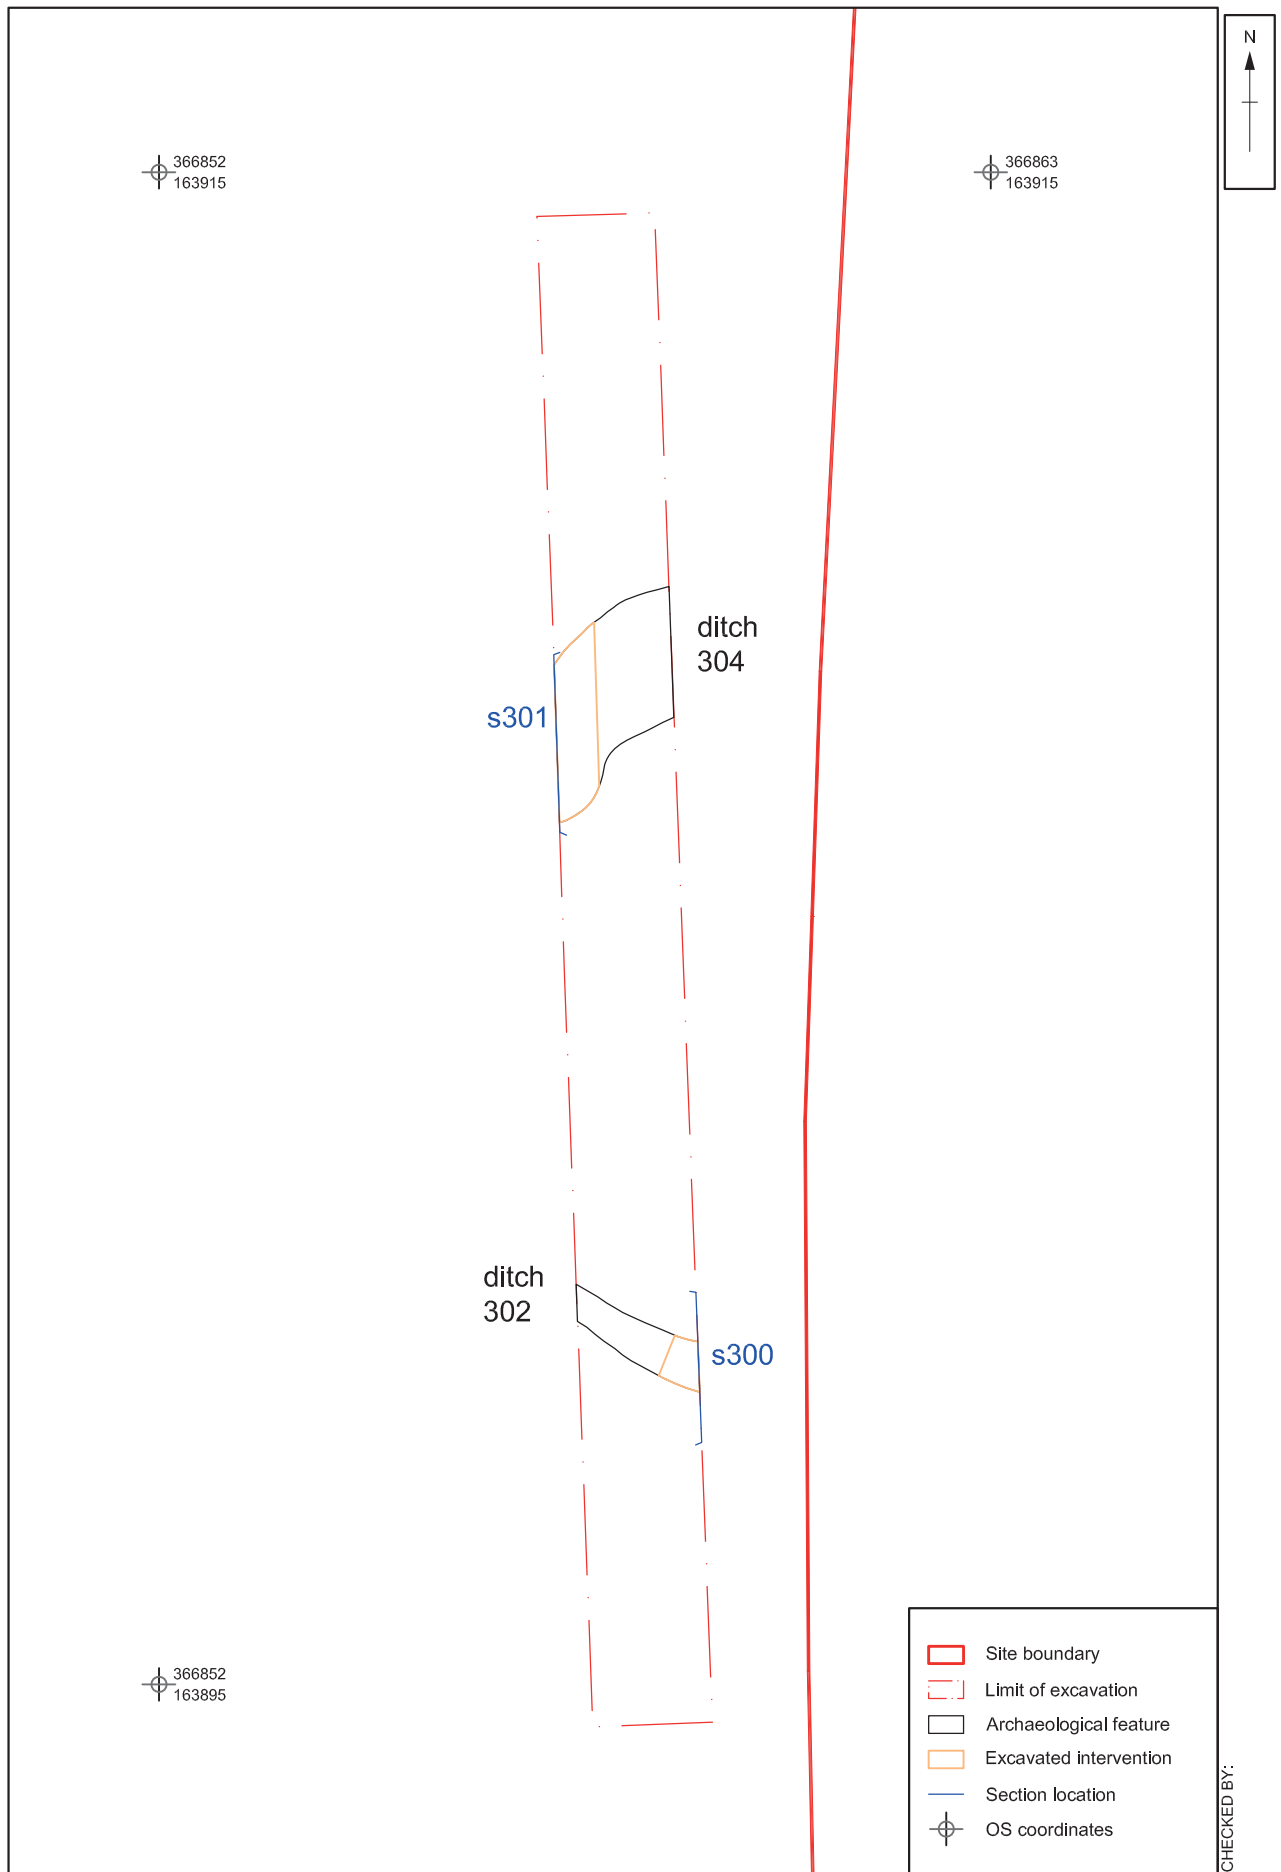 N
366852
163915
366863
163915
ditch
304
s301
ditch
302
s300
366852
163895
Site boundary
Limit of excavation
Archaeological feature
Excavated intervention
Section location
OS coordinates
CHECKED BY: